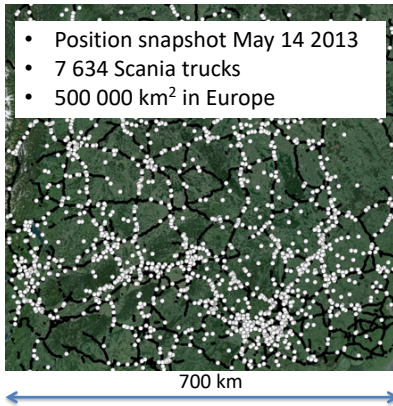 • Position snapshot May 14 2013
• 7 634 Scania trucks
• 500 000 km² in Europe
700 km